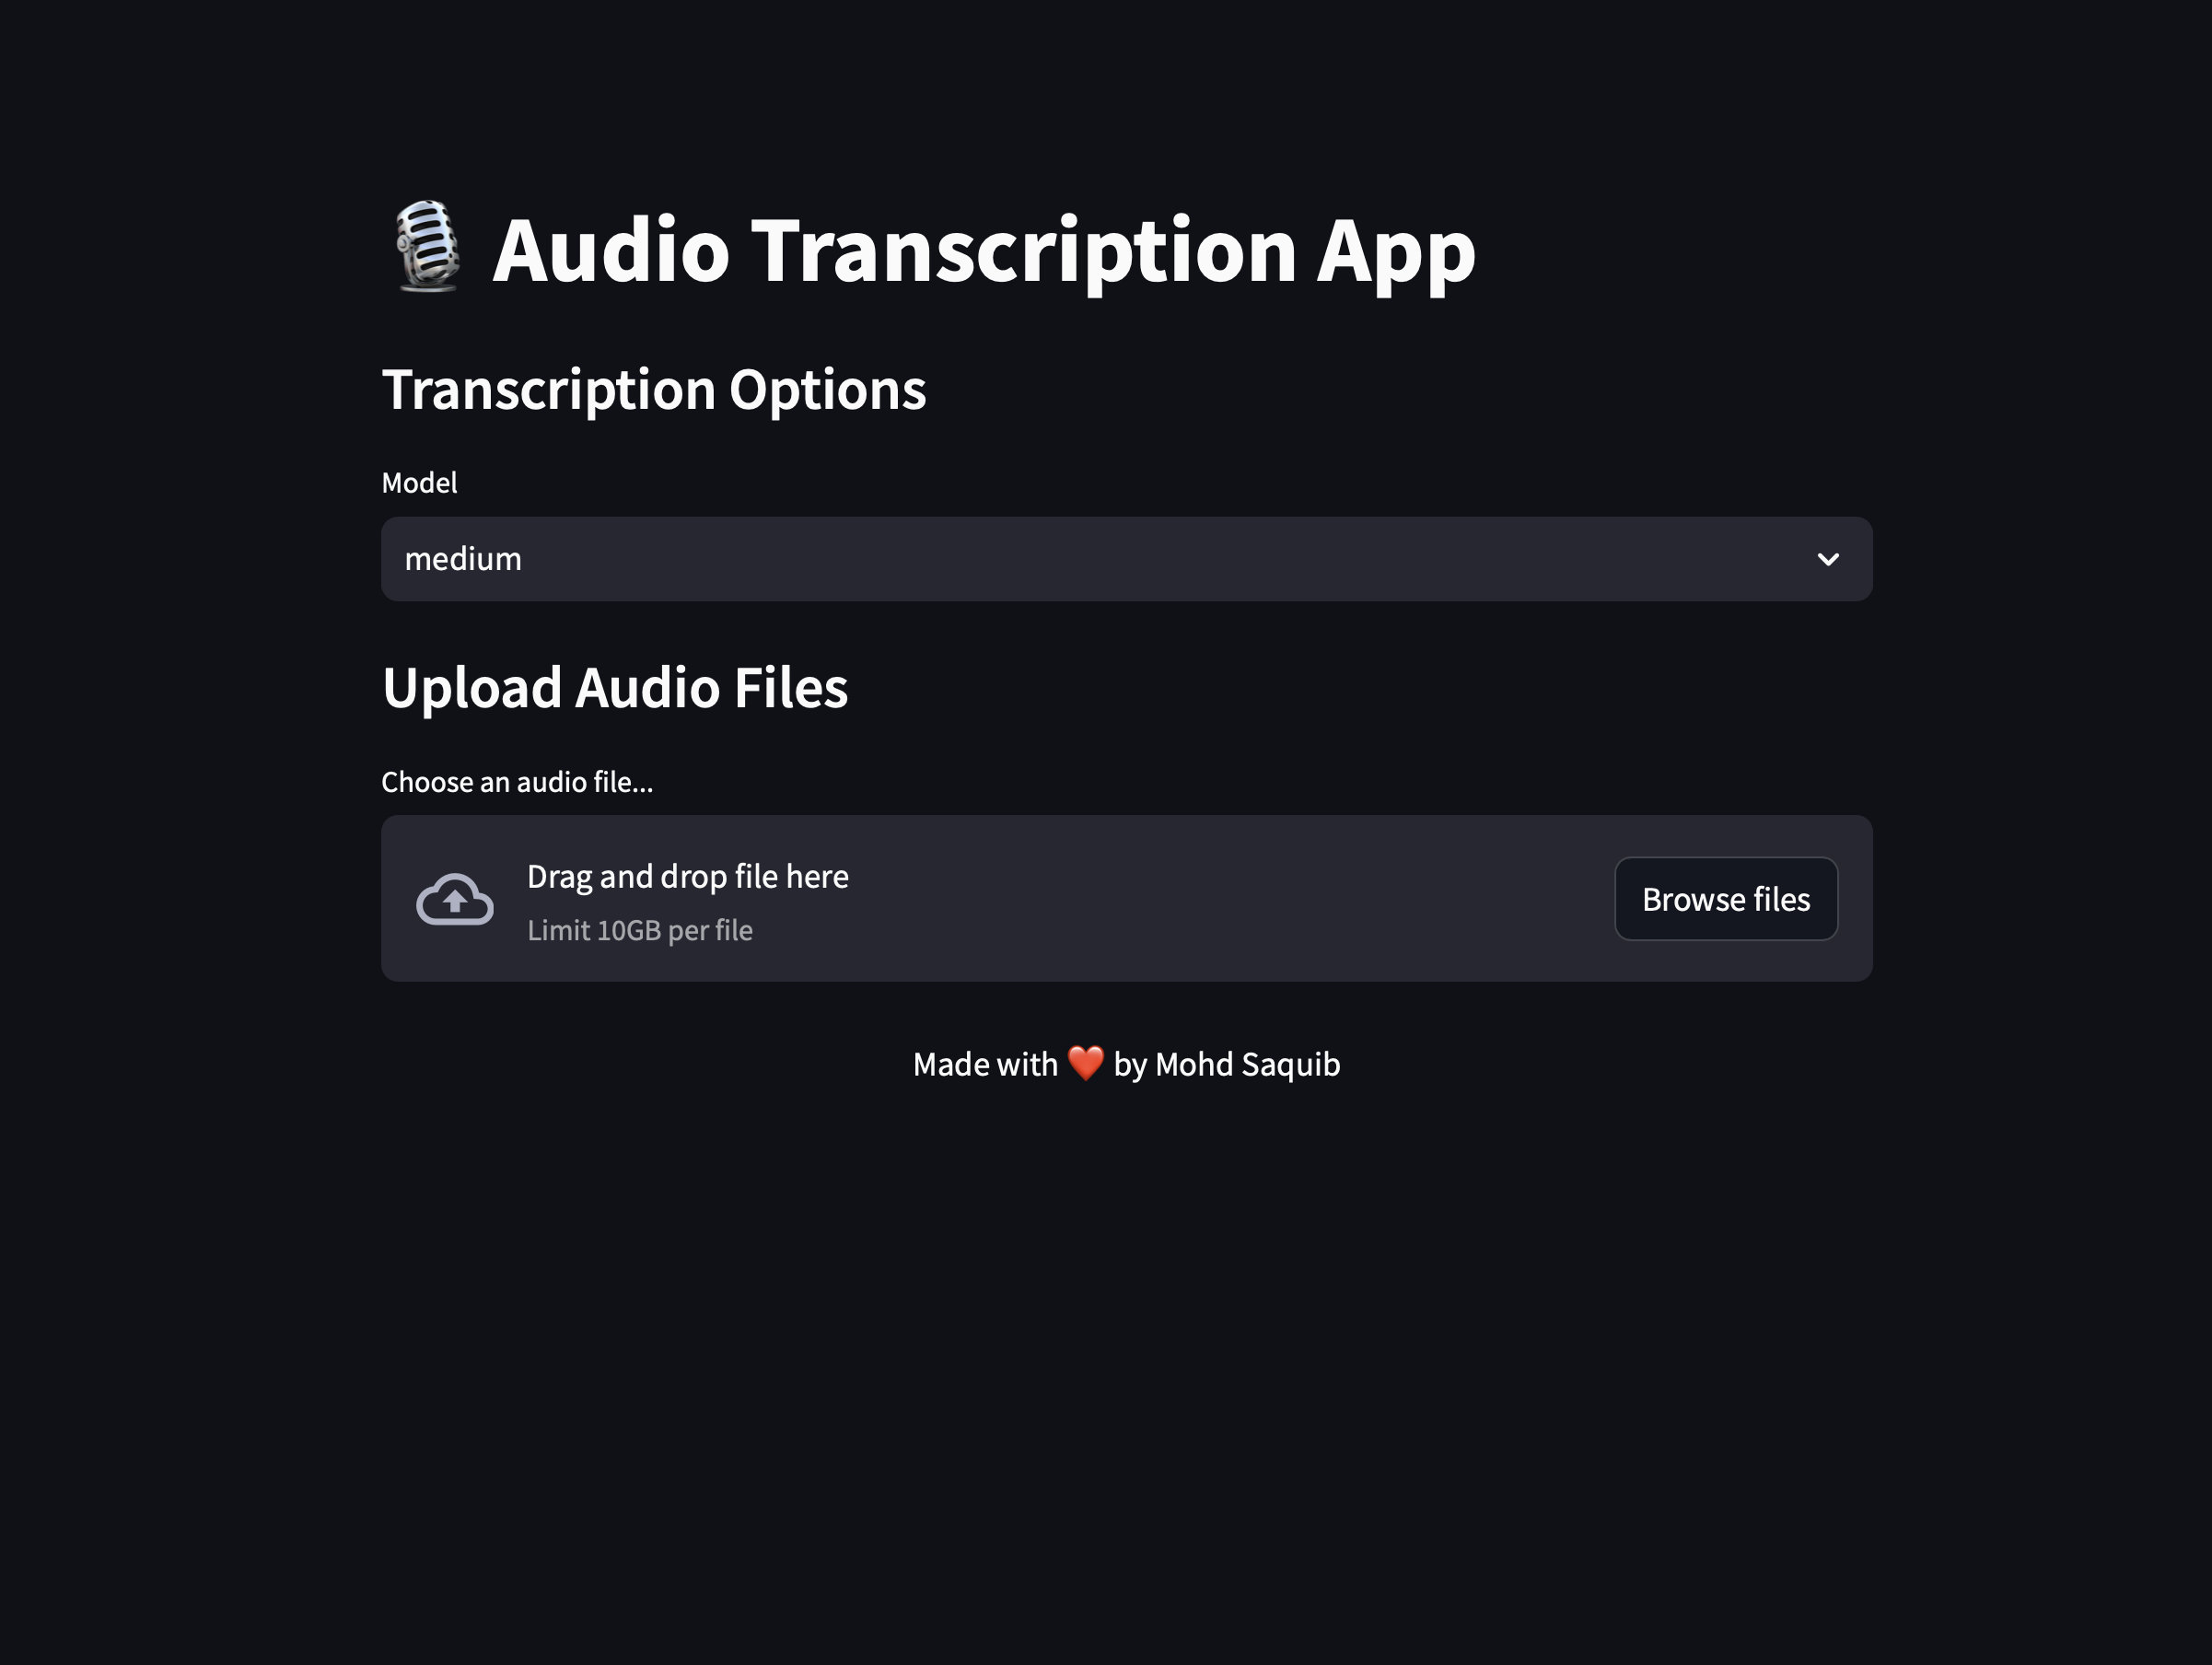 🎙️ Audio Transcription App
Transcription Options
Model
medium
Upload Audio Files
Choose an audio file...
Drag and drop file here
Limit 10GB per file
Browse files
Made with ❤️ by Mohd Saquib